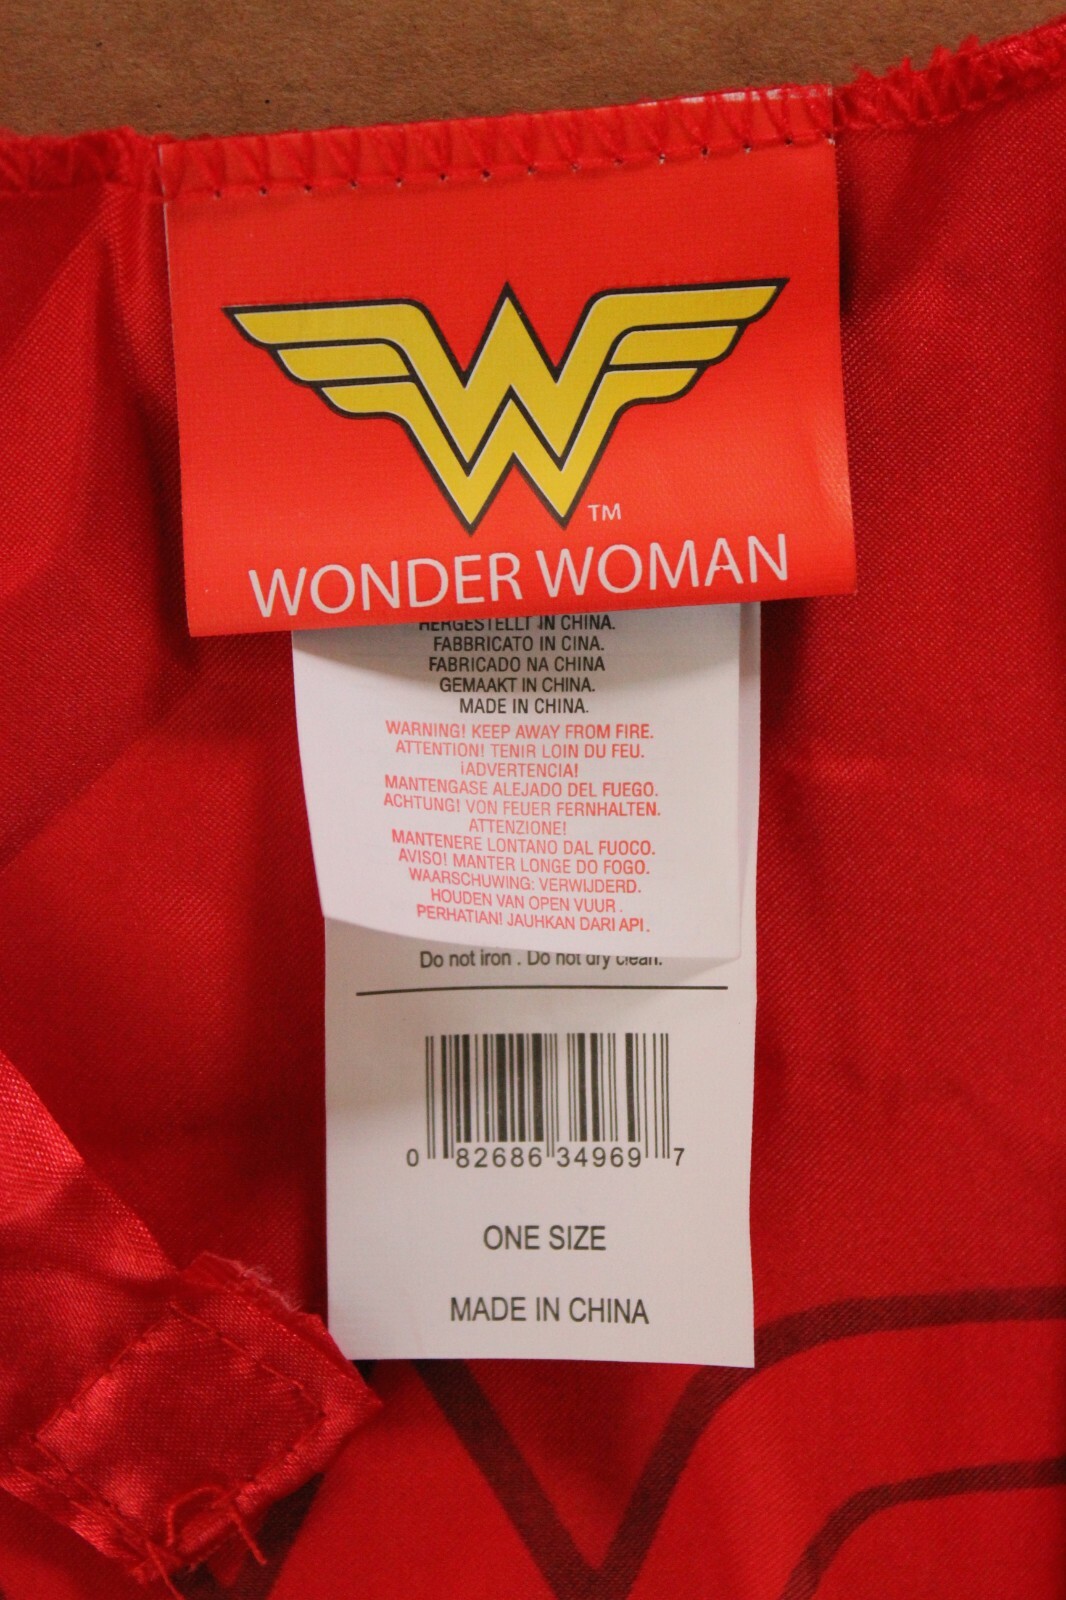 W
TM
WONDER WOMAN
HERGESTELLT IN CHINA.
FABBRICATO IN CINA.
FABRICADO NA CHINA
GEMAAKT IN CHINA.
MADE IN CHINA.
WARNING! KEEP AWAY FROM FIRE.
ATTENTION! TENIR LOIN DU FEU.
¡ADVERTENCIA!
MANTENGASE ALEJADO DEL FUEGO.
ACHTUNG! VON FEUER FERNHALTEN.
ATTENZIONE!
MANTENERE LONTANO DAL FUOCO.
AVISO! MANTER LONGE DO FOGO.
WAARSCHUWING: VERWIJDERD.
HOUDEN VAN OPEN VUUR .
PERHATIAN! JAUHKAN DARI API.
Do not iron . Do not dry clean.
0 82686 34969 7
ONE SIZE
MADE IN CHINA